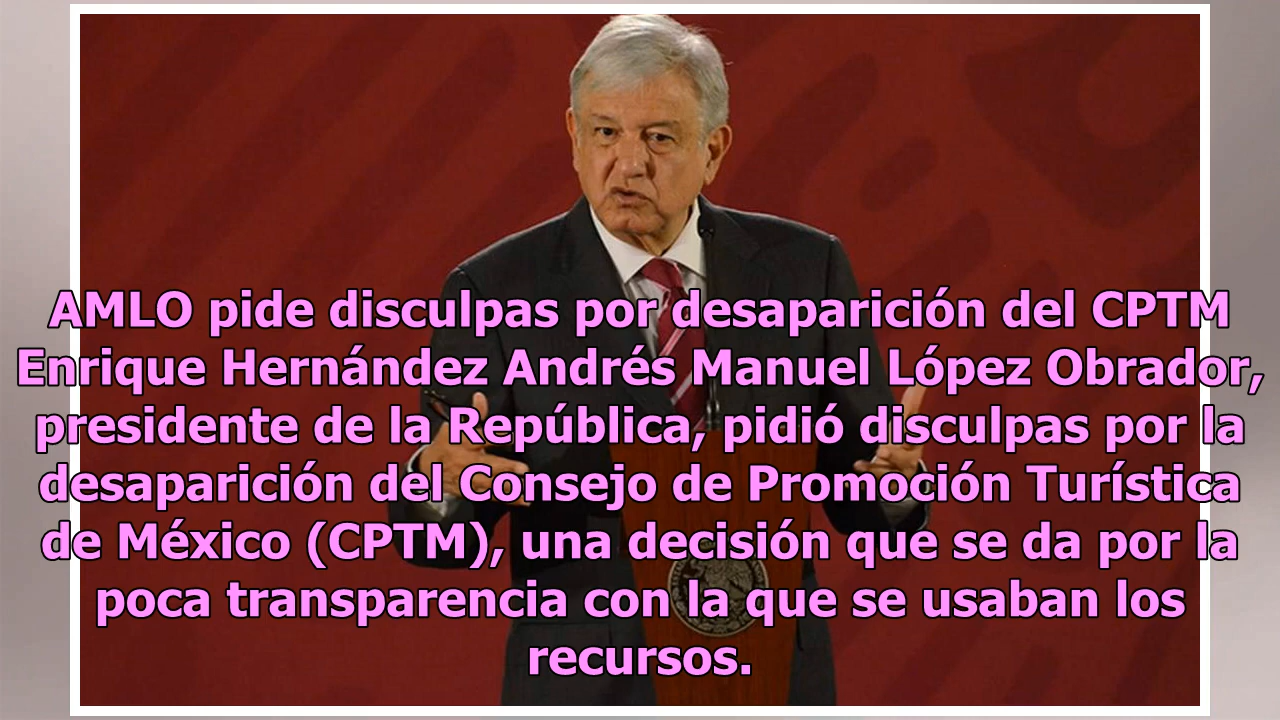 AMLO pide disculpas por desaparición del CPTM
Enrique Hernández Andrés Manuel López Obrador,
presidente de la República, pidió disculpas por la
desaparición del Consejo de Promoción Turística
de México (CPTM), una decisión que se da por la
poca transparencia con la que se usaban los
recursos.